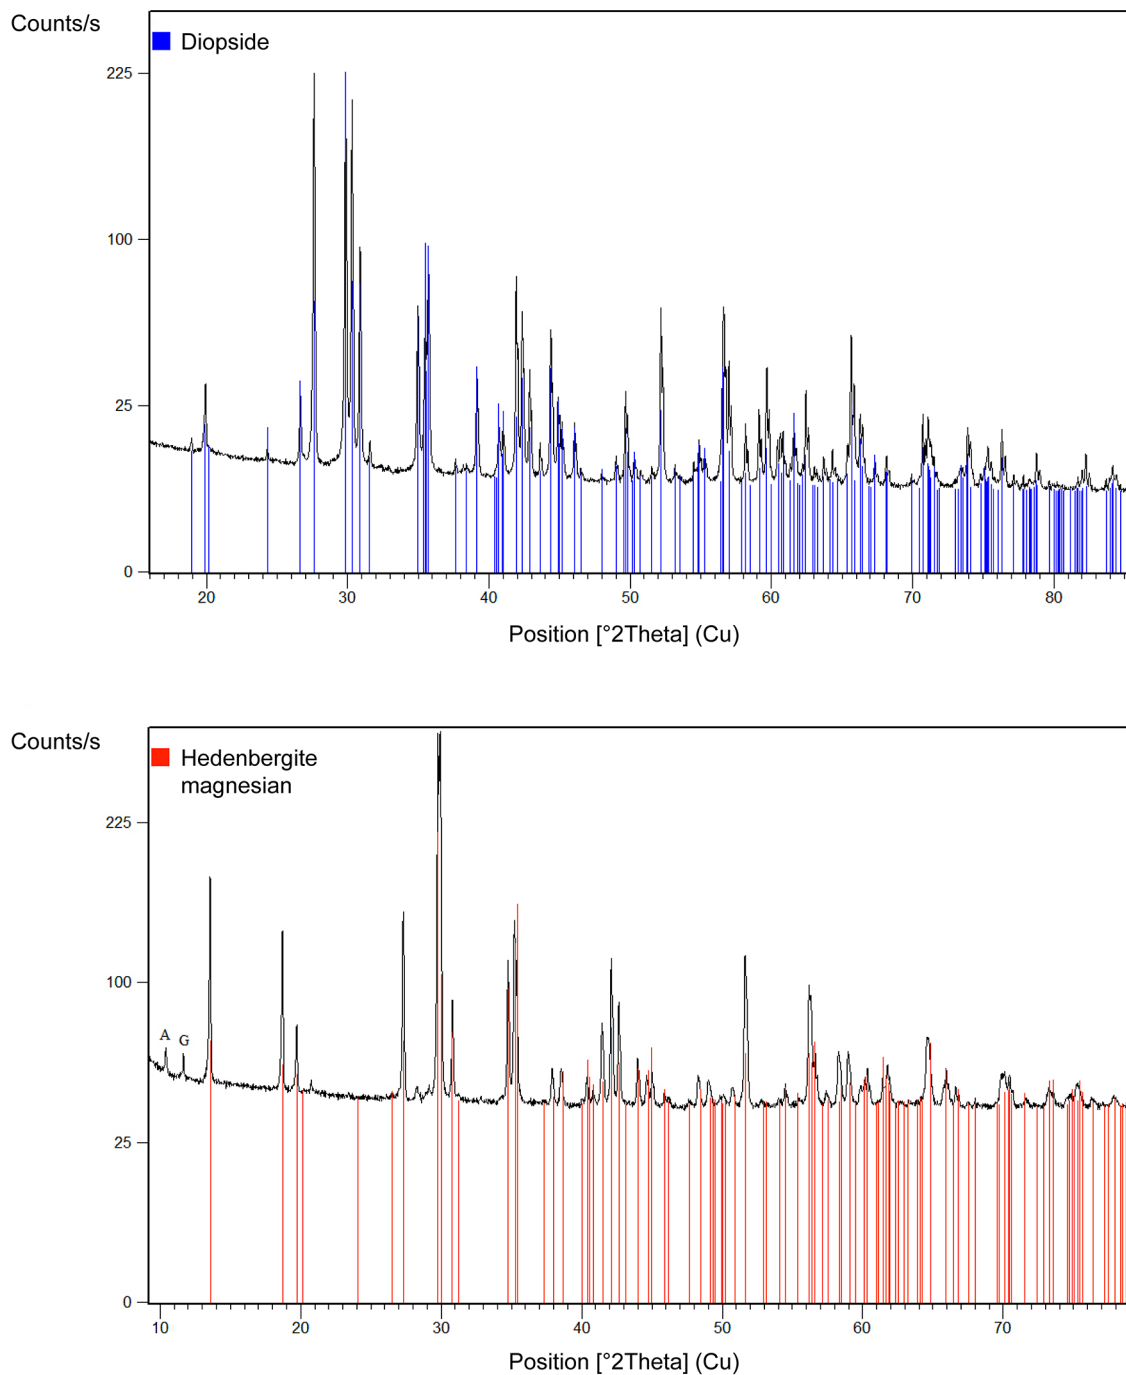 Counts/s
Diopside
225
100
25
0
20 30 40 50 60 70 80
Position [°2Theta] (Cu)
Counts/s
Hedenbergite
magnesian
225
100
A G
25
0
10 20 30 40 50 60 70
Position [°2Theta] (Cu)